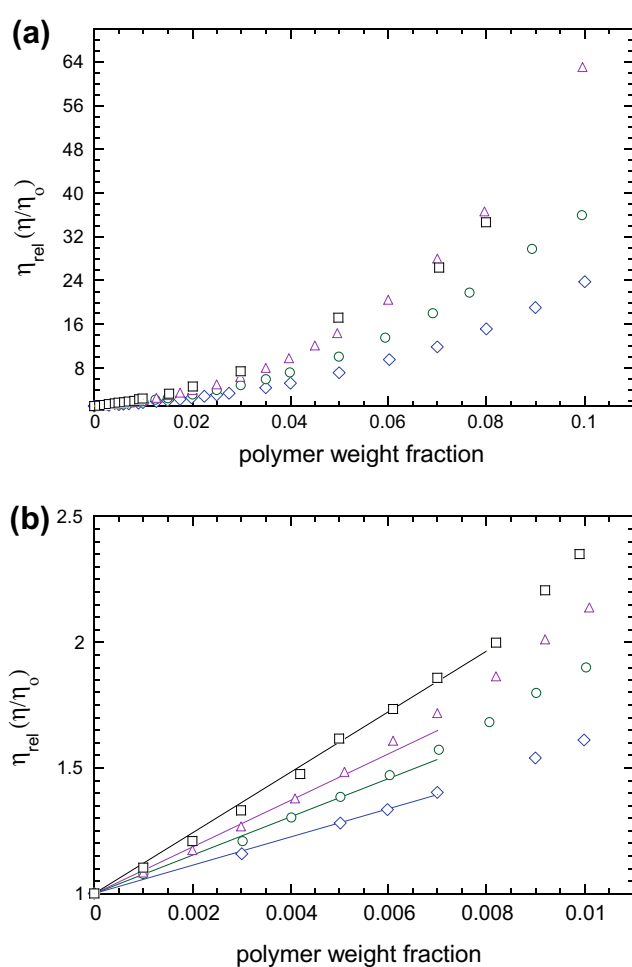 (a)
64
56
48
40
32
24
16
8
η_rel (η/η_o)
0 0.02 0.04 0.06 0.08 0.1
polymer weight fraction
(b)
2.5
2
1.5
1
η_rel (η/η_o)
0 0.002 0.004 0.006 0.008 0.01
polymer weight fraction